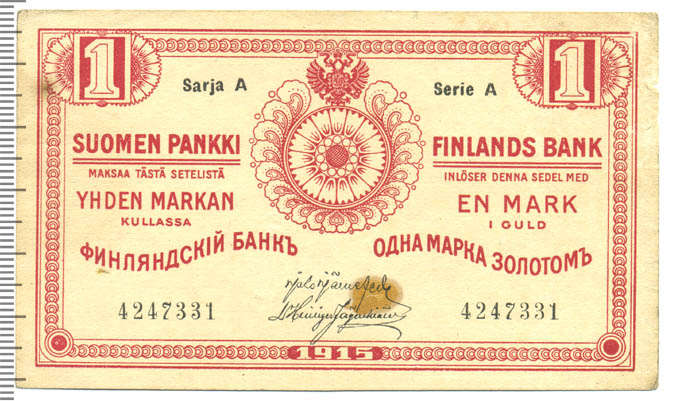 1 1
Sarja A Serie A
SUOMEN PANKKI FINLANDS BANK
MAKSAA TÄSTÄ SETELISTÄ INLÖSER DENNA SEDEL MED
YHDEN MARKAN EN MARK
KULLASSA I GULD
ФИНЛЯНДСКІЙ БАНКЪ ОДНА МАРКА ЗОЛОТОМЪ
4247331 4247331
1915